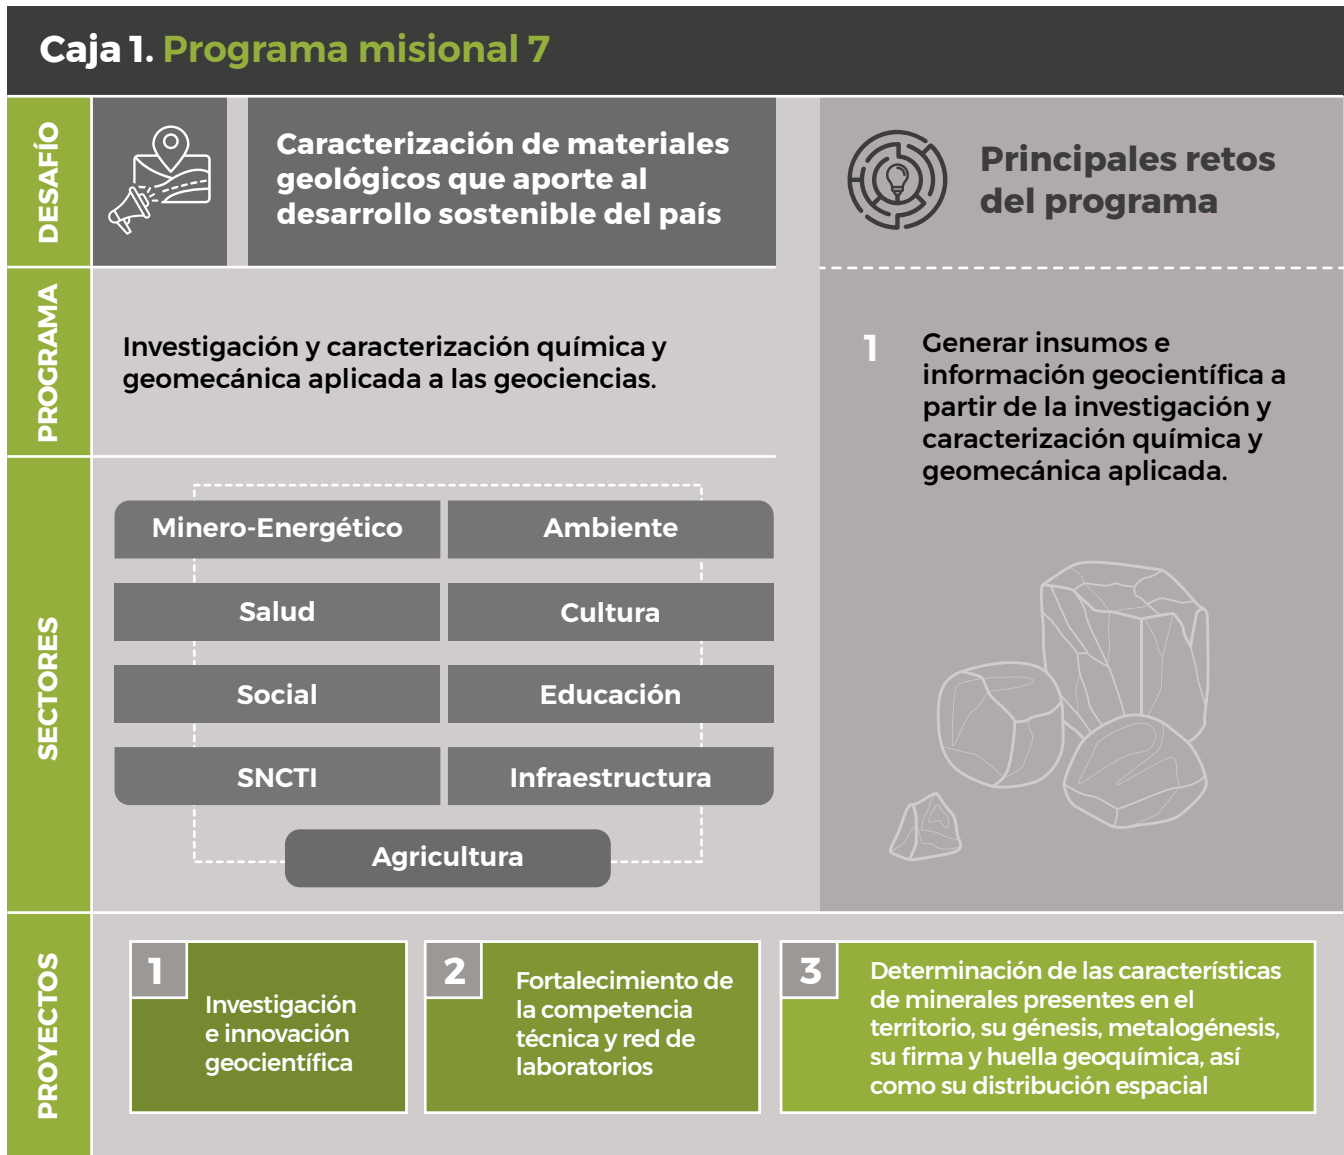 Caja 1. Programa misional 7
DESAFÍO
Caracterización de materiales
geológicos que aporte al
desarrollo sostenible del país
Principales retos
del programa
PROGRAMA
Investigación y caracterización química y
geomecánica aplicada a las geociencias.
1
Generar insumos e
información geocientífica a
partir de la investigación y
caracterización química y
geomecánica aplicada.
SECTORES
Minero-Energético
Ambiente
Salud
Cultura
Social
Educación
SNCTI
Infraestructura
Agricultura
PROYECTOS
1
Investigación
e innovación
geocientífica
2
Fortalecimiento de
la competencia
técnica y red de
laboratorios
3
Determinación de las características
de minerales presentes en el
territorio, su génesis, metalogénesis,
su firma y huella geoquímica, así
como su distribución espacial